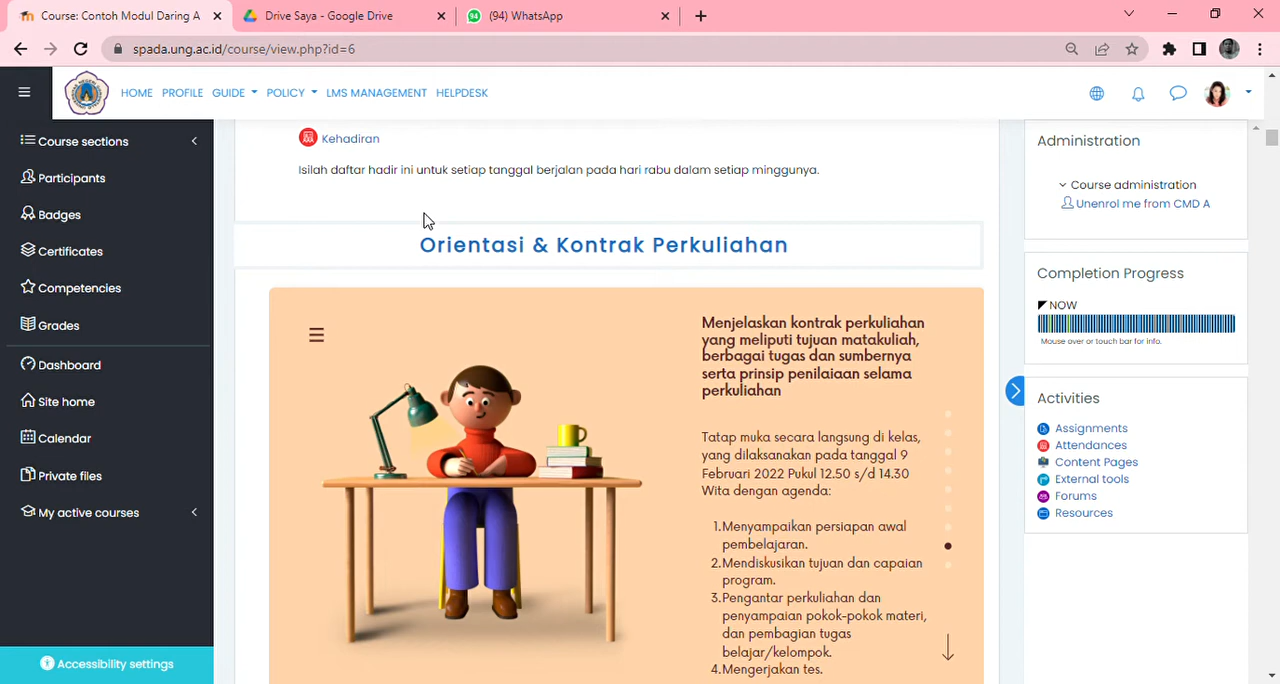 Course: Contoh Modul Daring A
Drive Saya - Google Drive
(94) WhatsApp
spada.ung.ac.id/course/view.php?id=6
HOME PROFILE GUIDE POLICY LMS MANAGEMENT HELPDESK
Course sections
Participants
Badges
Certificates
Competencies
Grades
Dashboard
Site home
Calendar
Private files
My active courses
Accessibility settings
Kehadiran
Isilah daftar hadir ini untuk setiap tanggal berjalan pada hari rabu dalam setiap minggunya.
Orientasi & Kontrak Perkuliahan
Menjelaskan kontrak perkuliahan
yang meliputi tujuan matakuliah,
berbagai tugas dan sumbernya
serta prinsip penilaiaan selama
perkuliahan
Tatap muka secara langsung di kelas,
yang dilaksanakan pada tanggal 9
Februari 2022 Pukul 12.50 s/d 14.30
Wita dengan agenda:
1.Menyampaikan persiapan awal
pembelajaran.
2.Mendiskusikan tujuan dan capaian
program.
3.Pengantar perkuliahan dan
penyampaian pokok-pokok materi,
dan pembagian tugas
belajar/kelompok.
4.Mengerjakan tes.
Administration
Course administration
Unenrol me from CMD A
Completion Progress
NOW
Mouse over or touch bar for info.
Activities
Assignments
Attendances
Content Pages
External tools
Forums
Resources